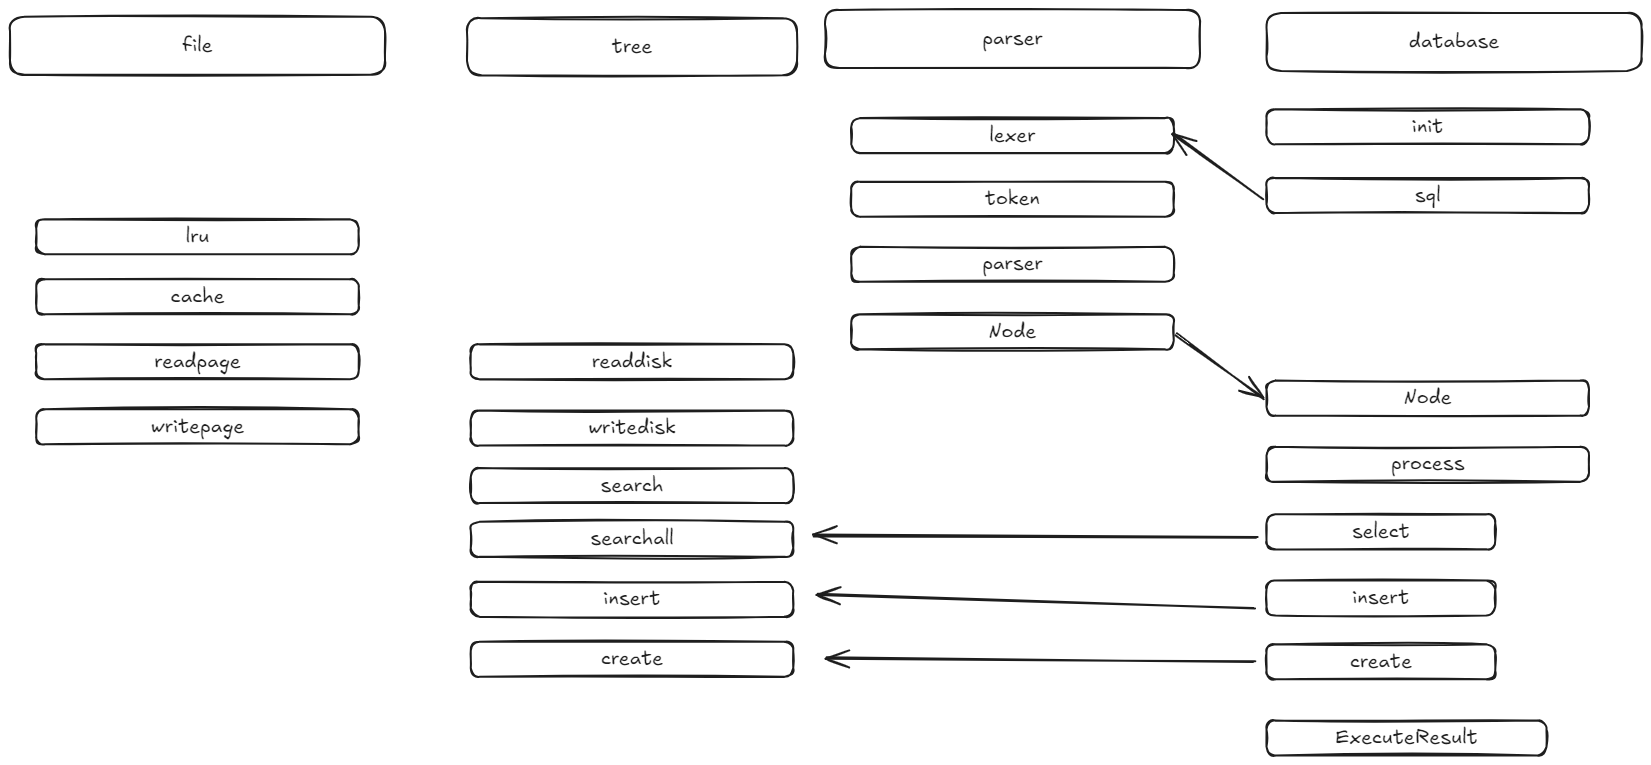 file
tree
parser
database
lru
cache
readpage
writepage
readdisk
writedisk
search
searchall
insert
create
lexer
token
parser
Node
init
sql
Node
process
select
insert
create
ExecuteResult